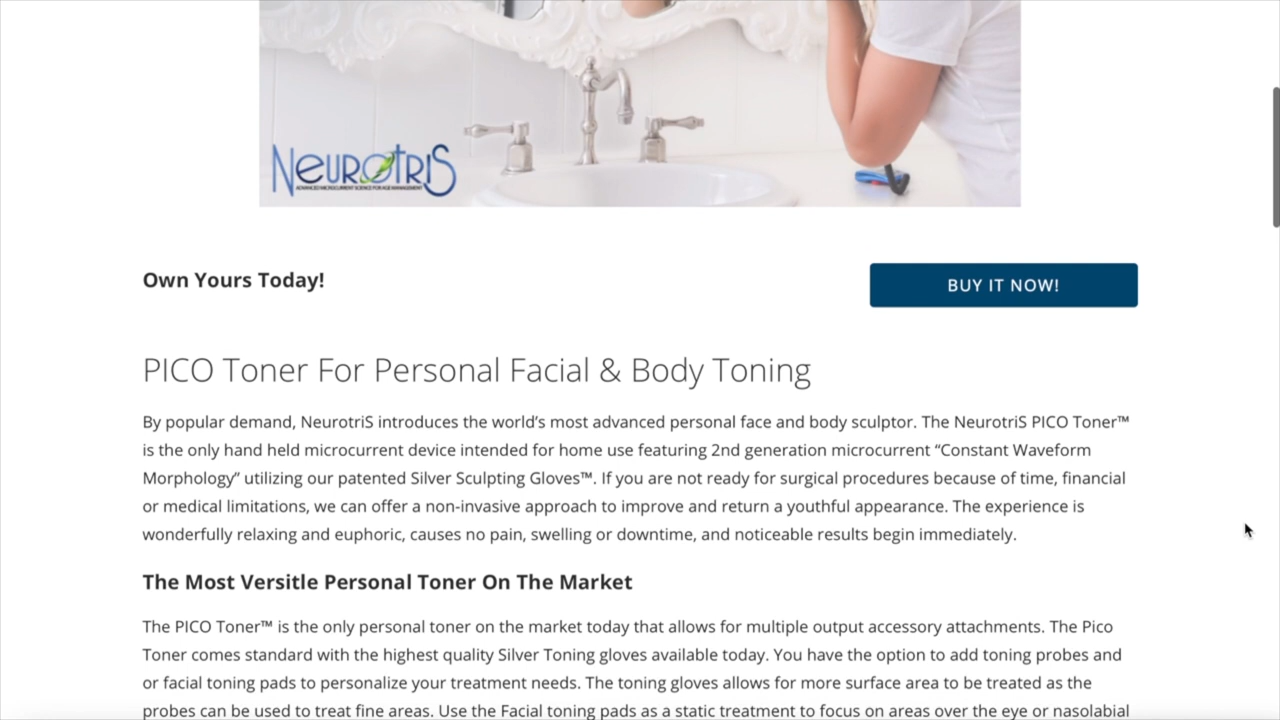 NEUROTRIS
ADVANCED MICROCURRENT SCIENCE FOR AGE MANAGEMENT
Own Yours Today!
BUY IT NOW!
PICO Toner For Personal Facial & Body Toning
By popular demand, NeurotriS introduces the world’s most advanced personal face and body sculptor. The NeurotriS PICO Toner™
is the only hand held microcurrent device intended for home use featuring 2nd generation microcurrent “Constant Waveform
Morphology” utilizing our patented Silver Sculpting Gloves™. If you are not ready for surgical procedures because of time, financial
or medical limitations, we can offer a non-invasive approach to improve and return a youthful appearance. The experience is
wonderfully relaxing and euphoric, causes no pain, swelling or downtime, and noticeable results begin immediately.
The Most Versitle Personal Toner On The Market
The PICO Toner™ is the only personal toner on the market today that allows for multiple output accessory attachments. The Pico
Toner comes standard with the highest quality Silver Toning gloves available today. You have the option to add toning probes and
or facial toning pads to personalize your treatment needs. The toning gloves allows for more surface area to be treated as the
probes can be used to treat fine areas. Use the Facial toning pads as a static treatment to focus on areas over the eye or nasolabial